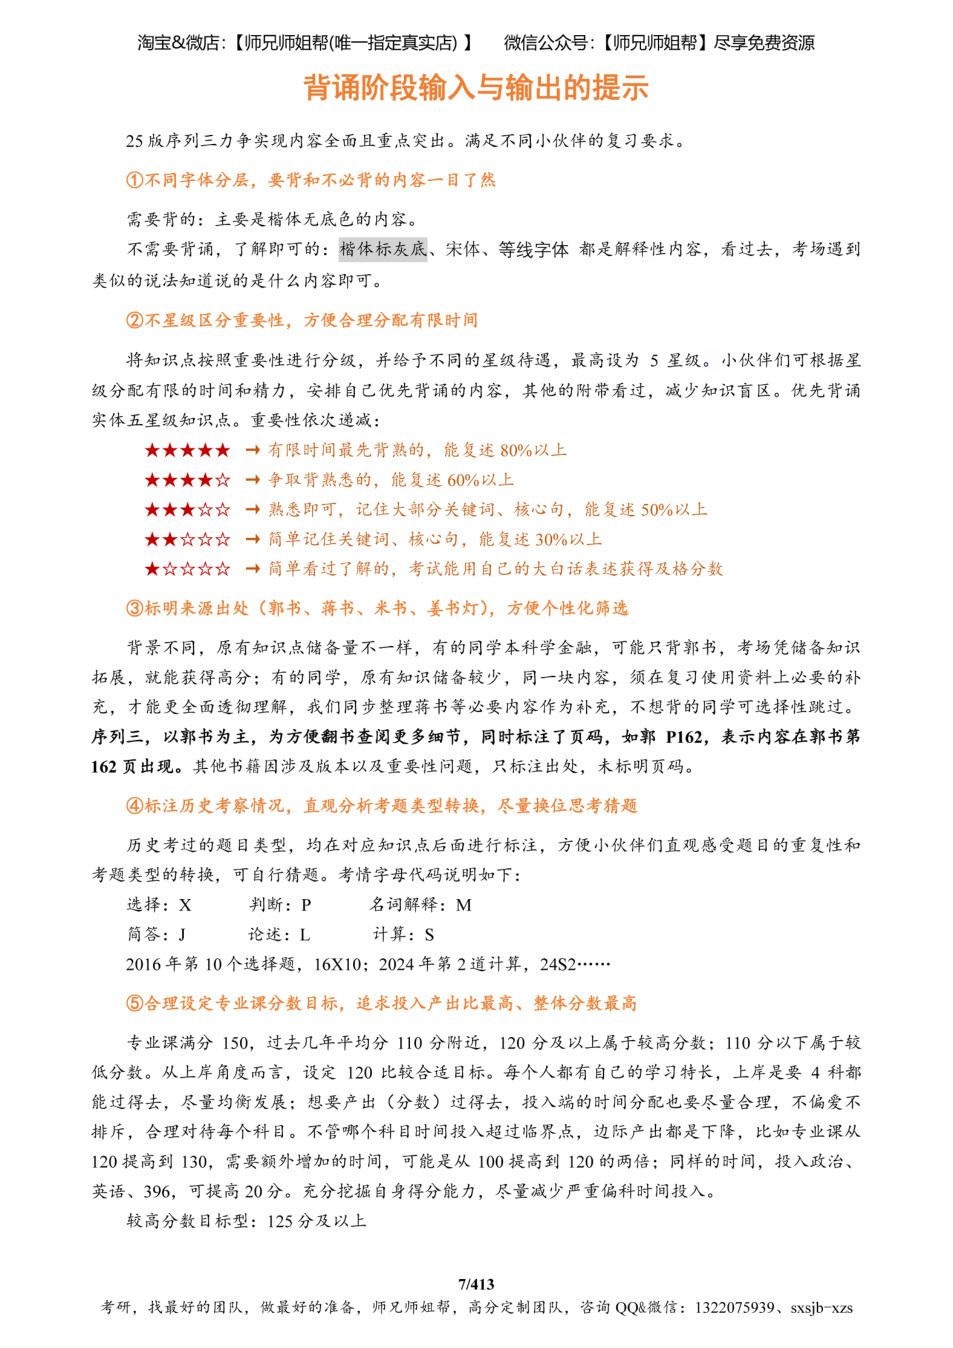 淘宝&微店:【师兄师姐帮(唯一指定真实店) 】 微信公众号:【师兄师姐帮】尽享免费资源
背诵阶段输入与输出的提示
25 版序列三力争实现内容全面且重点突出。满足不同小伙伴的复习要求。
①不同字体分层，要背和不必背的内容一目了然
需要背的：主要是楷体无底色的内容。
不需要背诵，了解即可的：楷体标灰底、宋体、等线字体 都是解释性内容，看过去，考场遇到
类似的说法知道说的是什么内容即可。
②不星级区分重要性，方便合理分配有限时间
将知识点按照重要性进行分级，并给予不同的星级待遇，最高设为 5 星级。小伙伴们可根据星
级分配有限的时间和精力，安排自己优先背诵的内容，其他的附带看过，减少知识盲区。优先背诵
实体五星级知识点。重要性依次递减：
★★★★★ → 有限时间最先背熟的，能复述 80%以上
★★★★☆ → 争取背熟悉的，能复述 60%以上
★★★☆☆ → 熟悉即可，记住大部分关键词、核心句，能复述 50%以上
★★☆☆☆ → 简单记住关键词、核心句，能复述 30%以上
★☆☆☆☆ → 简单看过了解的，考试能用自己的大白话表述获得及格分数
③标明来源出处（郭书、蒋书、米书、姜书灯），方便个性化筛选
背景不同，原有知识点储备量不一样，有的同学本科学金融，可能只背郭书，考场凭储备知识
拓展，就能获得高分；有的同学，原有知识储备较少，同一块内容，须在复习使用资料上必要的补
充，才能更全面透彻理解，我们同步整理蒋书等必要内容作为补充，不想背的同学可选择性跳过。
序列三，以郭书为主，为方便翻书查阅更多细节，同时标注了页码，如郭 P162，表示内容在郭书第
162 页出现。其他书籍因涉及版本以及重要性问题，只标注出处，未标明页码。
④标注历史考察情况，直观分析考题类型转换，尽量换位思考猜题
历史考过的题目类型，均在对应知识点后面进行标注，方便小伙伴们直观感受题目的重复性和
考题类型的转换，可自行猜题。考情字母代码说明如下：
选择：X 判断：P 名词解释：M
简答：J 论述：L 计算：S
2016 年第 10 个选择题，16X10；2024 年第 2 道计算，24S2……
⑤合理设定专业课分数目标，追求投入产出比最高、整体分数最高
专业课满分 150，过去几年平均分 110 分附近，120 分及以上属于较高分数；110 分以下属于较
低分数。从上岸角度而言，设定 120 比较合适目标。每个人都有自己的学习特长，上岸是要 4 科都
能过得去，尽量均衡发展；想要产出（分数）过得去，投入端的时间分配也要尽量合理，不偏爱不
排斥，合理对待每个科目。不管哪个科目时间投入超过临界点，边际产出都是下降，比如专业课从
120 提高到 130，需要额外增加的时间，可能是从 100 提高到 120 的两倍；同样的时间，投入政治、
英语、396，可提高 20 分。充分挖掘自身得分能力，尽量减少严重偏科时间投入。
较高分数目标型：125 分及以上
7/413
考研，找最好的团队，做最好的准备，师兄师姐帮，高分定制团队，咨询 QQ&微信：1322075939、sxsjb-xzs